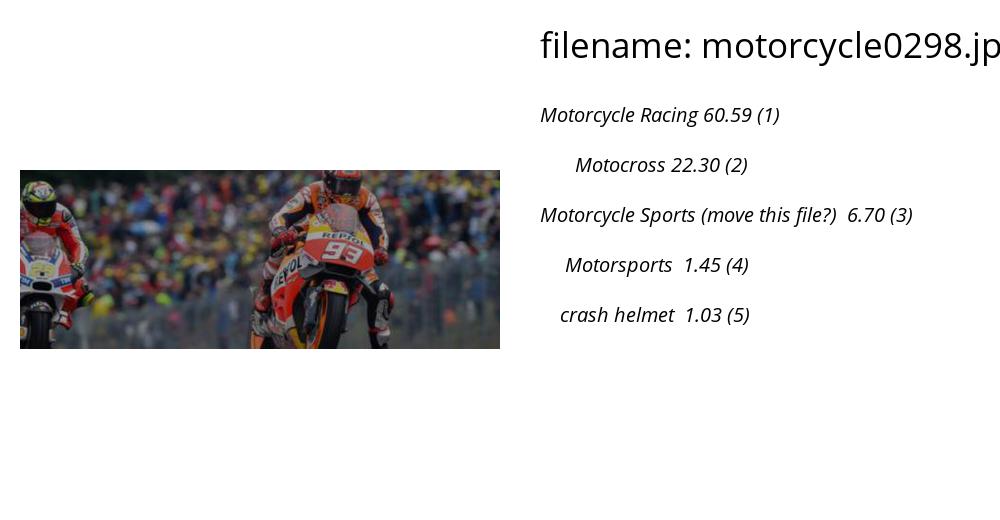 filename: motorcycle0298.jp
Motorcycle Racing 60.59 (1)
Motocross 22.30 (2)
Motorcycle Sports (move this file?) 6.70 (3)
Motorsports 1.45 (4)
crash helmet 1.03 (5)
REPSOL
93